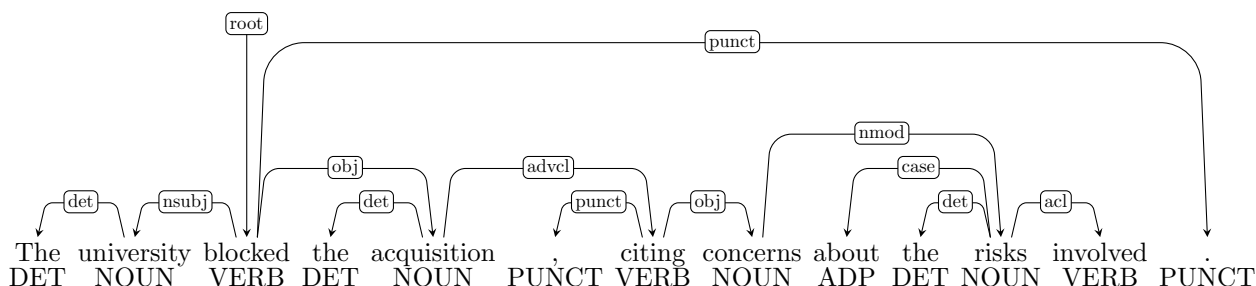 root
punct
nmod
obj advcl case
det nsubj det punct obj det acl
The university blocked the acquisition , citing concerns about the risks involved .
DET NOUN VERB DET NOUN PUNCT VERB NOUN ADP DET NOUN VERB PUNCT